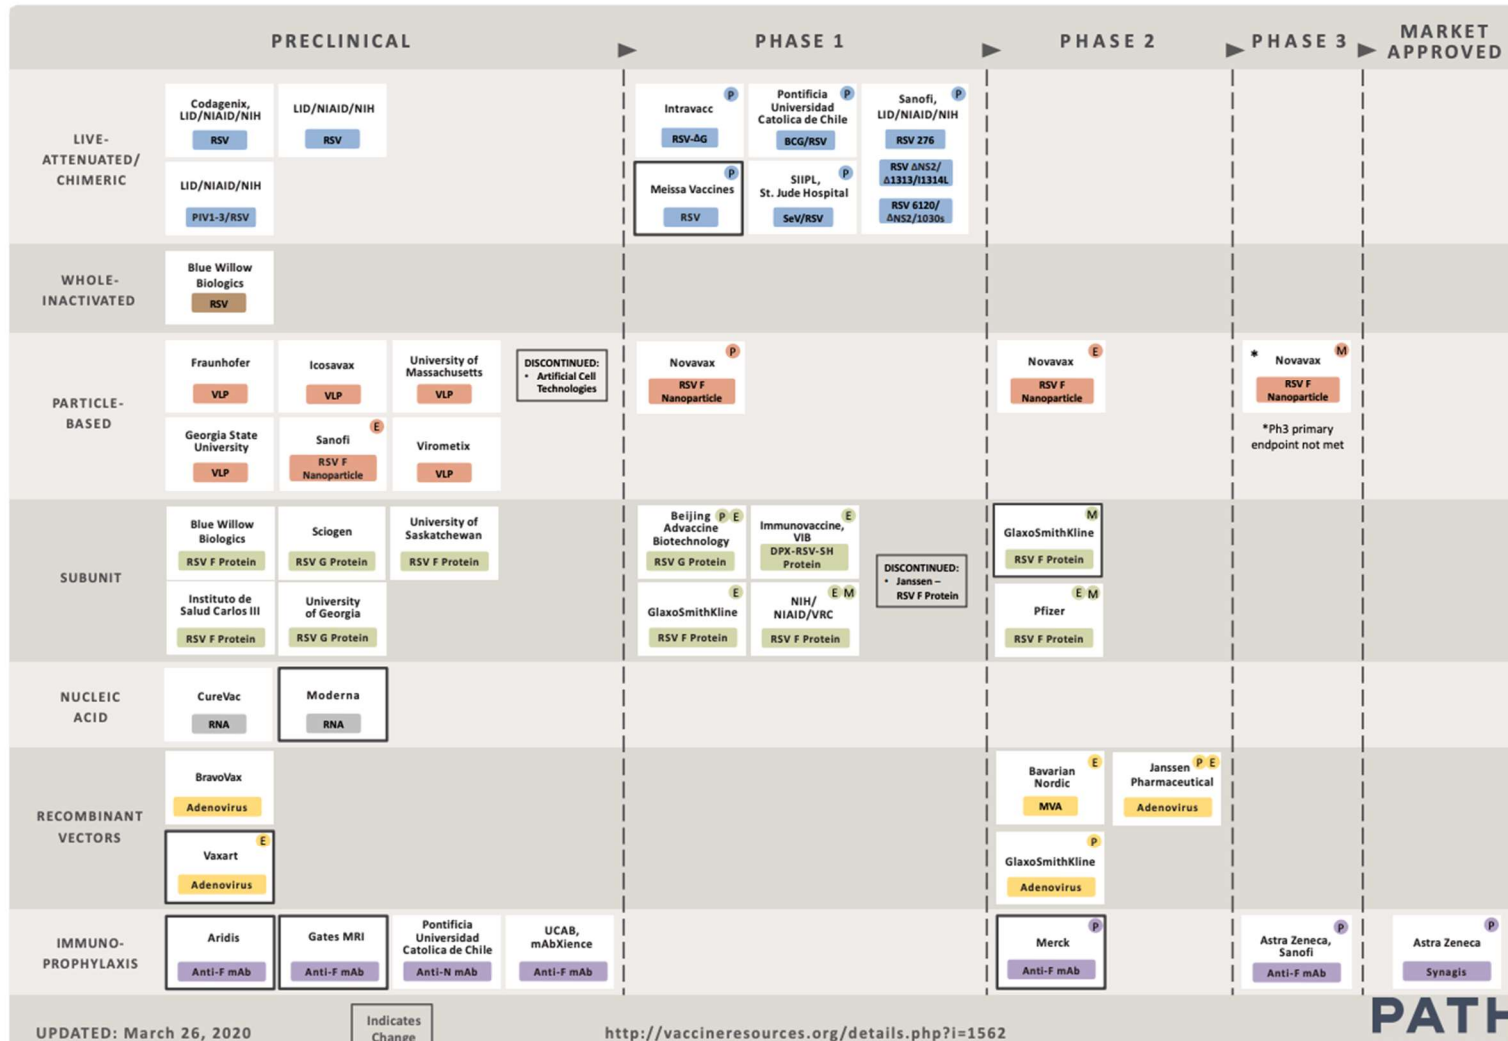 PRECLINICAL
PHASE 1
PHASE 2
PHASE 3
MARKET
APPROVED
LIVE-
ATTENUATED/
CHIMERIC
Codagenix,
LID/NIAID/NIH
RSV
LID/NIAID/NIH
RSV
LID/NIAID/NIH
PIV1-3/RSV
P
Intravacc
RSV-ΔG
P
Pontificia
Universidad
Catolica de Chile
BCG/RSV
P
Sanofi,
LID/NIAID/NIH
RSV 276
RSV ΔNS2/
Δ1313/I1314L
RSV 6120/
ΔNS2/1030s
P
Meissa Vaccines
RSV
P
SIIPL,
St. Jude Hospital
SeV/RSV
WHOLE-
INACTIVATED
Blue Willow
Biologics
RSV
PARTICLE-
BASED
Fraunhofer
VLP
Icosavax
VLP
University of
Massachusetts
VLP
DISCONTINUED:
• Artificial Cell
Technologies
Georgia State
University
VLP
E
Sanofi
RSV F
Nanoparticle
Virometix
VLP
P
Novavax
RSV F
Nanoparticle
E
Novavax
RSV F
Nanoparticle
M
* Novavax
RSV F
Nanoparticle
*Ph3 primary
endpoint not met
SUBUNIT
Blue Willow
Biologics
RSV F Protein
Sciogen
RSV G Protein
University of
Saskatchewan
RSV F Protein
Instituto de
Salud Carlos III
RSV F Protein
University
of Georgia
RSV G Protein
Beijing P E
Advaccine
Biotechnology
RSV G Protein
E
Immunovaccine,
VIB
DPX-RSV-SH
Protein
DISCONTINUED:
• Janssen –
RSV F Protein
E
GlaxoSmithKline
RSV F Protein
E M
NIH/
NIAID/VRC
RSV F Protein
M
GlaxoSmithKline
RSV F Protein
E M
Pfizer
RSV F Protein
NUCLEIC
ACID
CureVac
RNA
Moderna
RNA
RECOMBINANT
VECTORS
BravoVax
Adenovirus
E
Vaxart
Adenovirus
E
Bavarian
Nordic
MVA
Janssen P E
Pharmaceutical
Adenovirus
P
GlaxoSmithKline
Adenovirus
IMMUNO-
PROPHYLAXIS
Aridis
Anti-F mAb
Gates MRI
Anti-F mAb
Pontificia
Universidad
Catolica de Chile
Anti-N mAb
UCAB,
mAbXience
Anti-F mAb
P
Merck
Anti-F mAb
P
Astra Zeneca,
Sanofi
Anti-F mAb
P
Astra Zeneca
Synagis
UPDATED: March 26, 2020
Indicates
Change
http://vaccineresources.org/details.php?i=1562
PATH